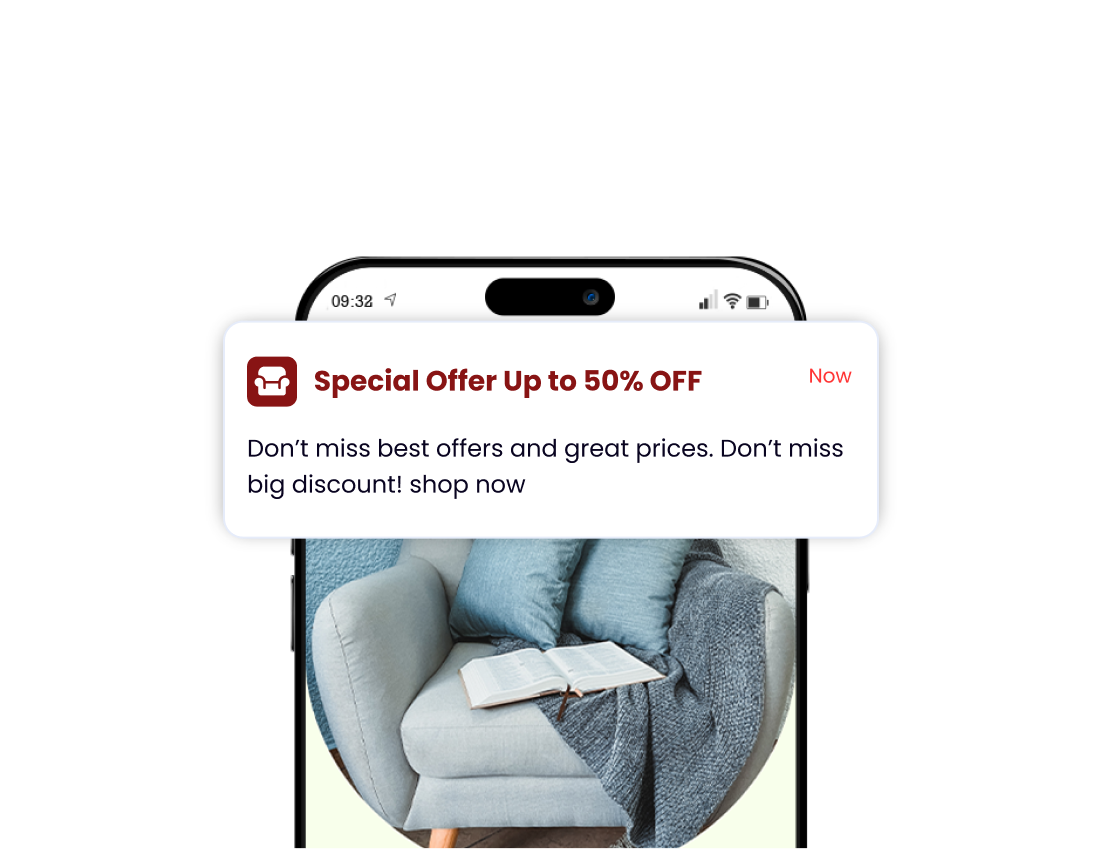 09:32
Special Offer Up to 50% OFF
Now
Don’t miss best offers and great prices. Don’t miss
big discount! shop now